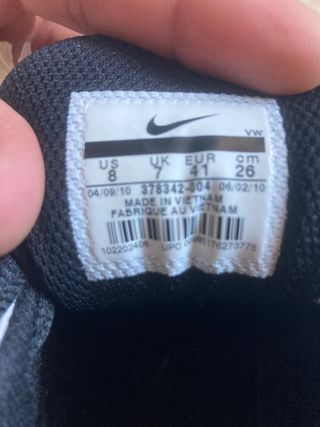 VW
US UK EUR cm
8 7 41 26
04/09/10 378342-004 06/02/10
MADE IN VIETNAM
FABRIQUE AU VIETNAM
102202406 UPC